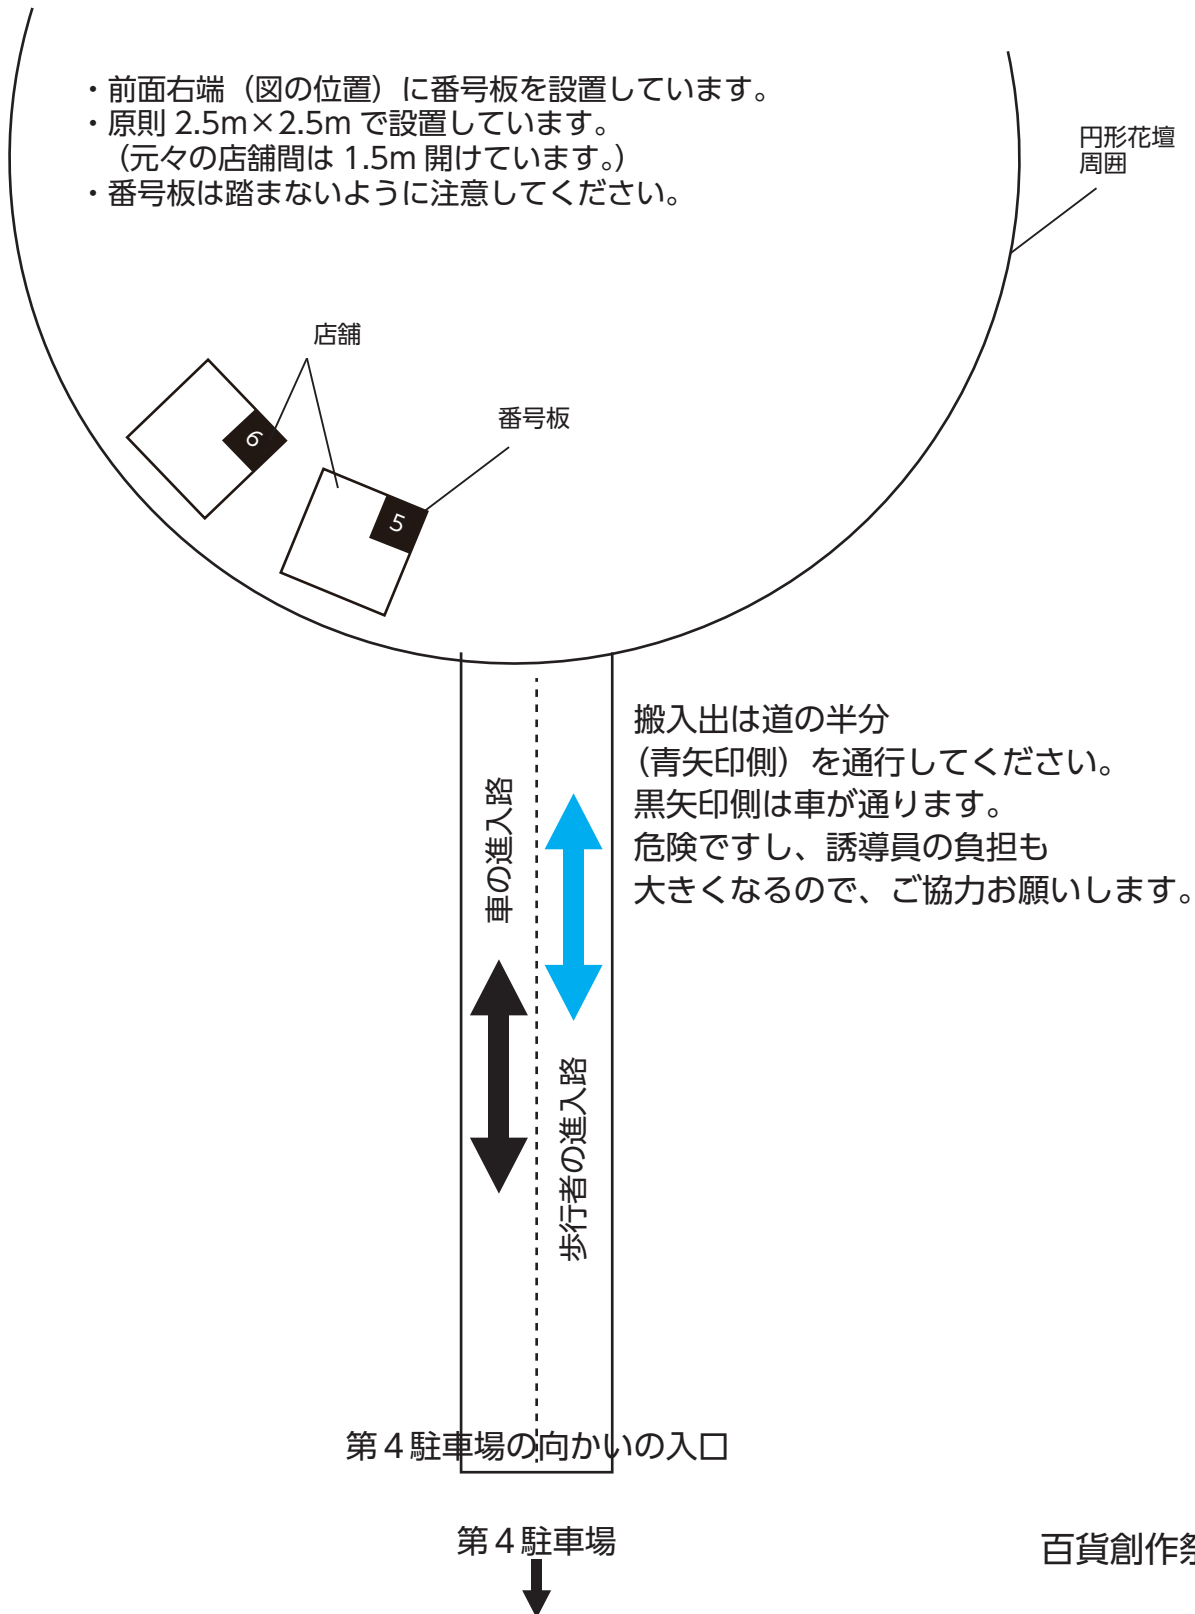 ・前面右端（図の位置）に番号板を設置しています。
・原則 2.5m×2.5m で設置しています。
（元々の店舗間は 1.5m 開けています。）
・番号板は踏まないように注意してください。
円形花壇
周囲
店舗
番号板
6
5
搬入出は道の半分
（青矢印側）を通行してください。
黒矢印側は車が通ります。
危険ですし、誘導員の負担も
大きくなるので、ご協力お願いします。
車の進入路
歩行者の進入路
第４駐車場の向かいの入口
第４駐車場
百貨創作祭